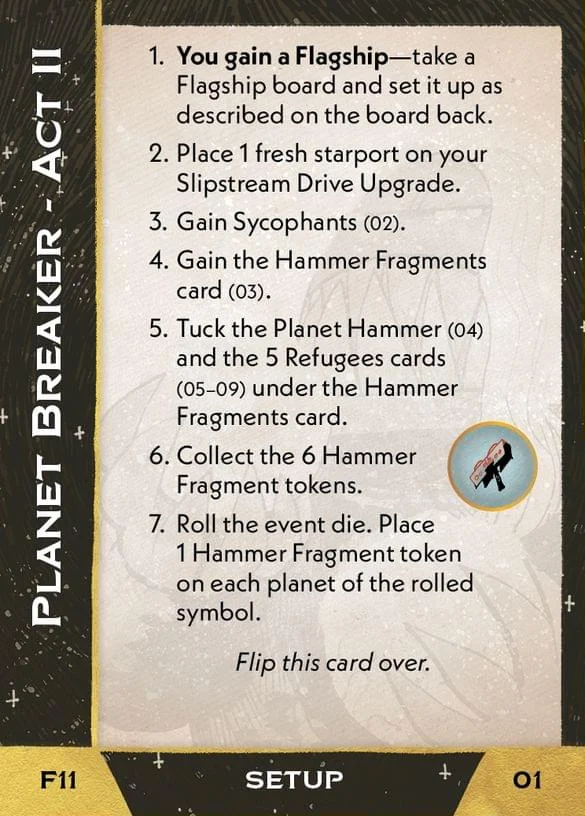 PLANET BREAKER - ACT II
1. You gain a Flagship—take a
Flagship board and set it up as
described on the board back.
2. Place 1 fresh starport on your
Slipstream Drive Upgrade.
3. Gain Sycophants (02).
4. Gain the Hammer Fragments
card (03).
5. Tuck the Planet Hammer (04)
and the 5 Refugees cards
(05–09) under the Hammer
Fragments card.
6. Collect the 6 Hammer
Fragment tokens.
7. Roll the event die. Place
1 Hammer Fragment token
on each planet of the rolled
symbol.
Flip this card over.
F11
SETUP
01